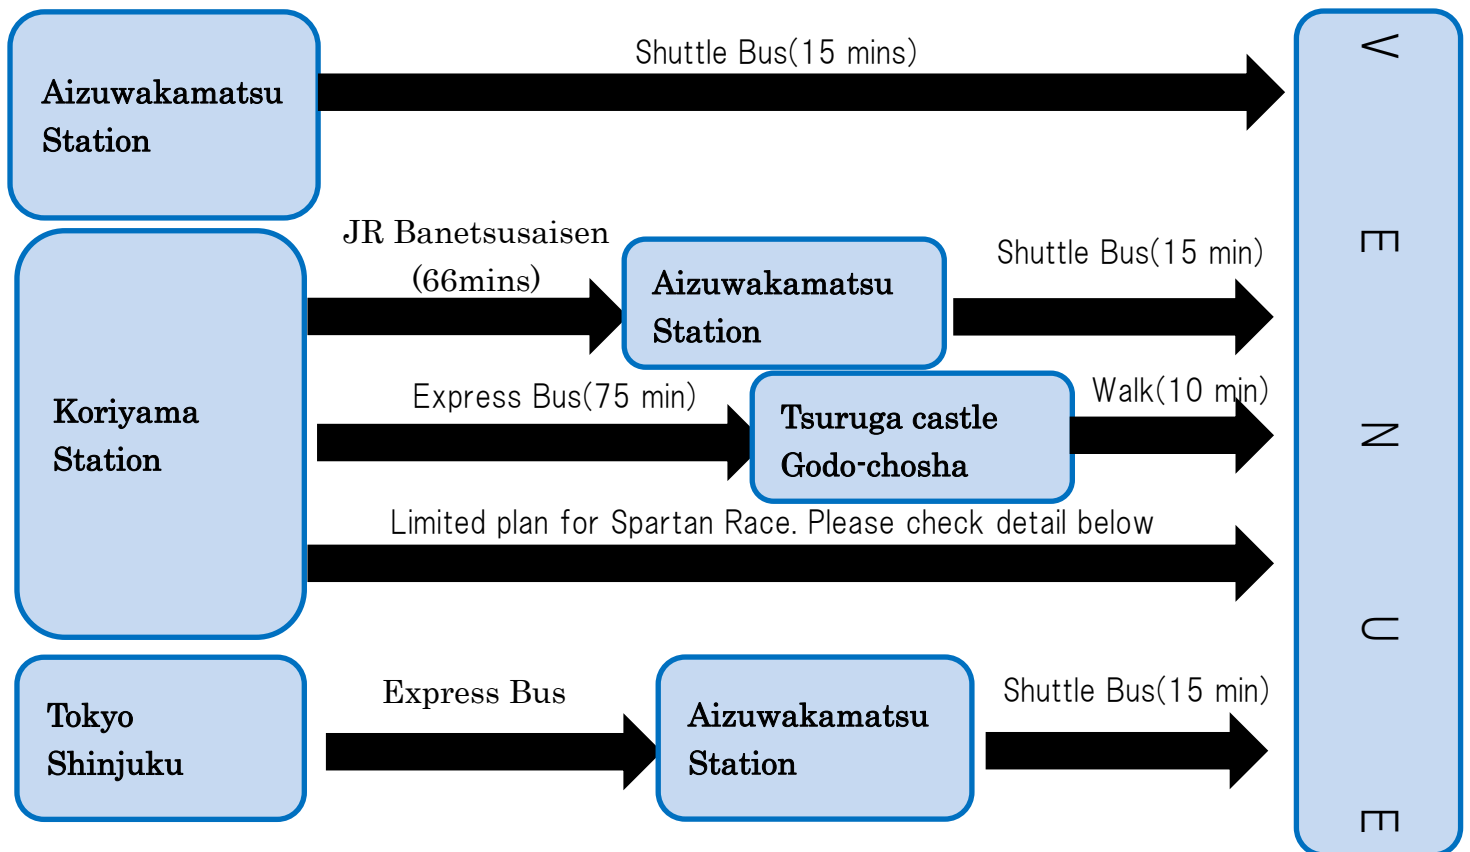 Shuttle Bus(15 mins)
Aizuwakamatsu
Station
JR Banetsusaisen
(66mins)
Aizuwakamatsu
Station
Shuttle Bus(15 min)
Koriyama
Station
Express Bus(75 min)
Tsuruga castle
Godo-chosha
Walk(10 min)
Limited plan for Spartan Race. Please check detail below
Tokyo
Shinjuku
Express Bus
Aizuwakamatsu
Station
Shuttle Bus(15 min)
VENUE